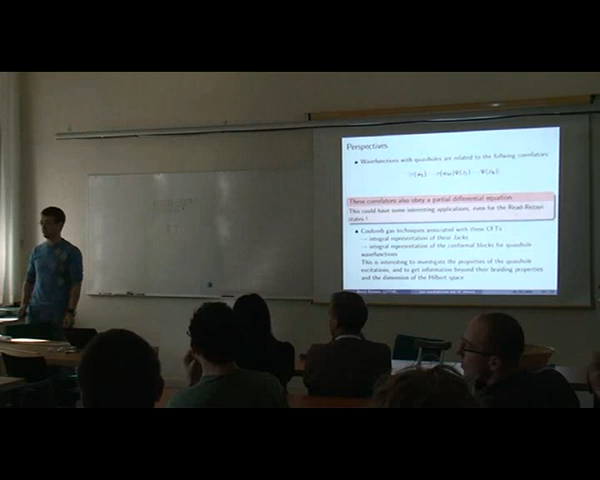 Perspectives
Wavefunctions with quasiholes are related to the follwing correlators
These correlators also obey a partial differential equation
This could have some interesting applications, even for the Read-Rezayi
states !
Coulomb gas techniques associated with these CFTs
→ integral representation of these Jacks
→ integral representation of the conformal blocks for quasihole
wavefunctions
This is interesting to investigate the properties of the quasihole
excitations, and to get information beyond their braiding properties
and the dimension of the Hilbert space